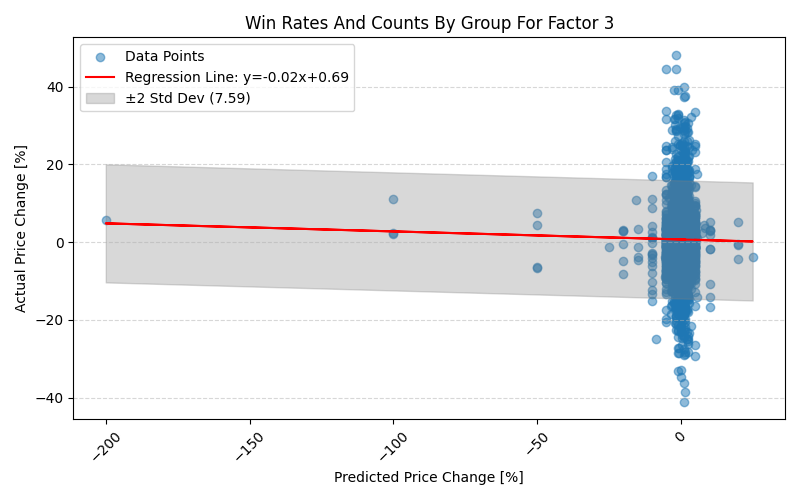 Win Rates And Counts By Group For Factor 3
Data Points
Regression Line: y=-0.02x+0.69
±2 Std Dev (7.59)
Actual Price Change [%]
40
20
0
−20
−40
−200
−150
−100
−50
0
Predicted Price Change [%]